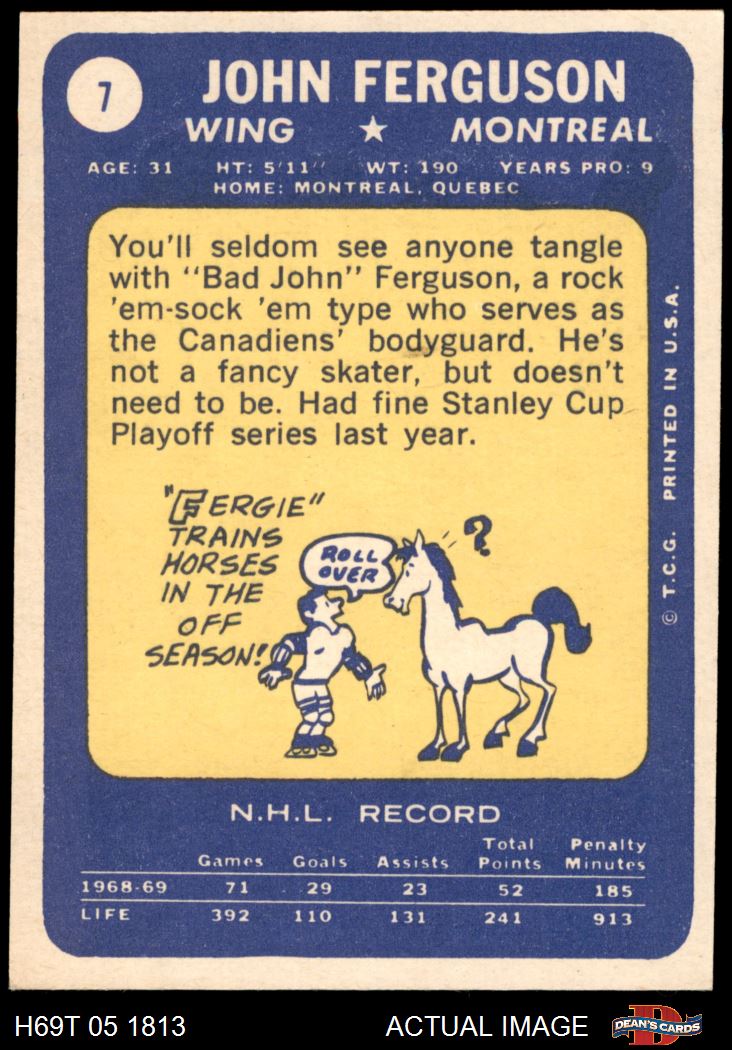 7
JOHN FERGUSON
WING ★ MONTREAL
AGE: 31 HT: 5'11" WT: 190 YEARS PRO: 9
HOME: MONTREAL, QUEBEC
You'll seldom see anyone tangle
with "Bad John" Ferguson, a rock
'em-sock 'em type who serves as
the Canadiens' bodyguard. He's
not a fancy skater, but doesn't
need to be. Had fine Stanley Cup
Playoff series last year.
"FERGIE"
TRAINS
HORSES
IN THE
OFF
SEASON!
ROLL
OVER
?
© T.C.G. PRINTED IN U.S.A.
N.H.L. RECORD
Games Goals Assists Total Points Penalty Minutes
1968-69 71 29 23 52 185
LIFE 392 110 131 241 913
H69T 05 1813 ACTUAL IMAGE
DEAN'S CARDS